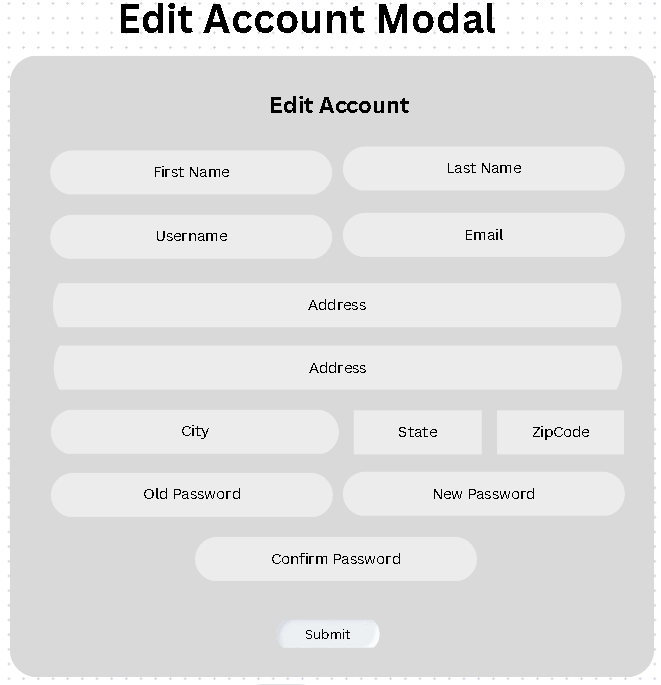 Edit Account Modal
Edit Account
First Name
Last Name
Username
Email
Address
Address
City
State
ZipCode
Old Password
New Password
Confirm Password
Submit